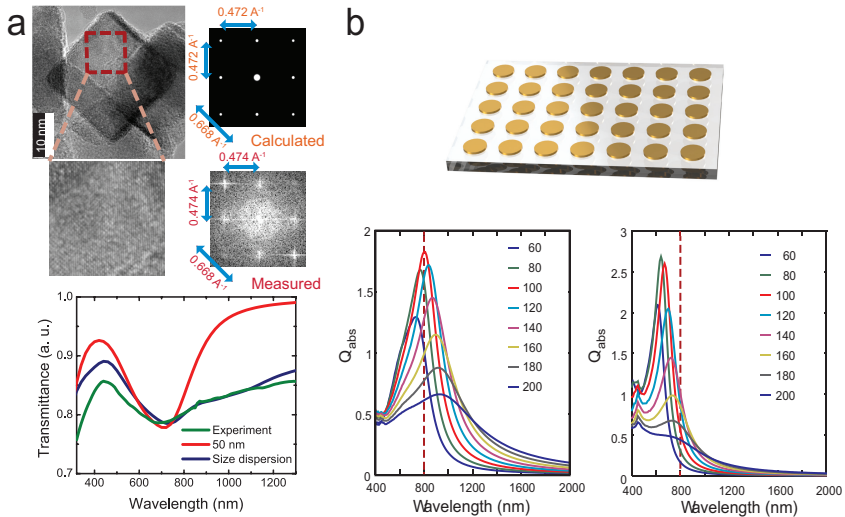 a
b
0.472 A⁻¹
0.472 A⁻¹
0.668 A⁻¹
Calculated
10 nm
0.474 A⁻¹
0.474 A⁻¹
0.668 A⁻¹
Measured
1.0
0.9
0.8
0.7
Transmittance (a. u.)
Experiment
50 nm
Size dispersion
400
600
800
1000
1200
Wavelength (nm)
2
1.5
1
0.5
0
Qabs
60
80
100
120
140
160
180
200
400
800
1200
1600
2000
Wavelength (nm)
3
2.5
2
1.5
1
0.5
0
Qabs
60
80
100
120
140
160
180
200
400
800
1200
1600
2000
Wavelength (nm)